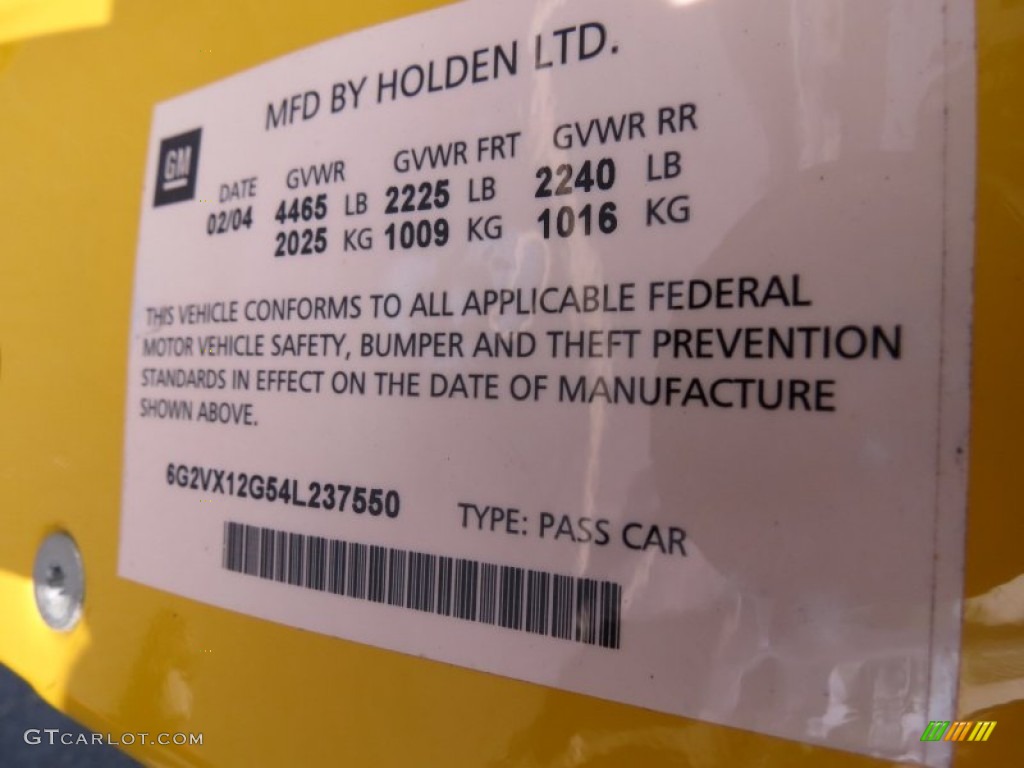 MFD BY HOLDEN LTD.
GM
DATE GVWR GVWR FRT GVWR RR
02/04 4465 LB 2225 LB 2240 LB
2025 KG 1009 KG 1016 KG
THIS VEHICLE CONFORMS TO ALL APPLICABLE FEDERAL
MOTOR VEHICLE SAFETY, BUMPER AND THEFT PREVENTION
STANDARDS IN EFFECT ON THE DATE OF MANUFACTURE
SHOWN ABOVE.
6G2VX12G54L237550 TYPE: PASS CAR
GTCARLOT.COM